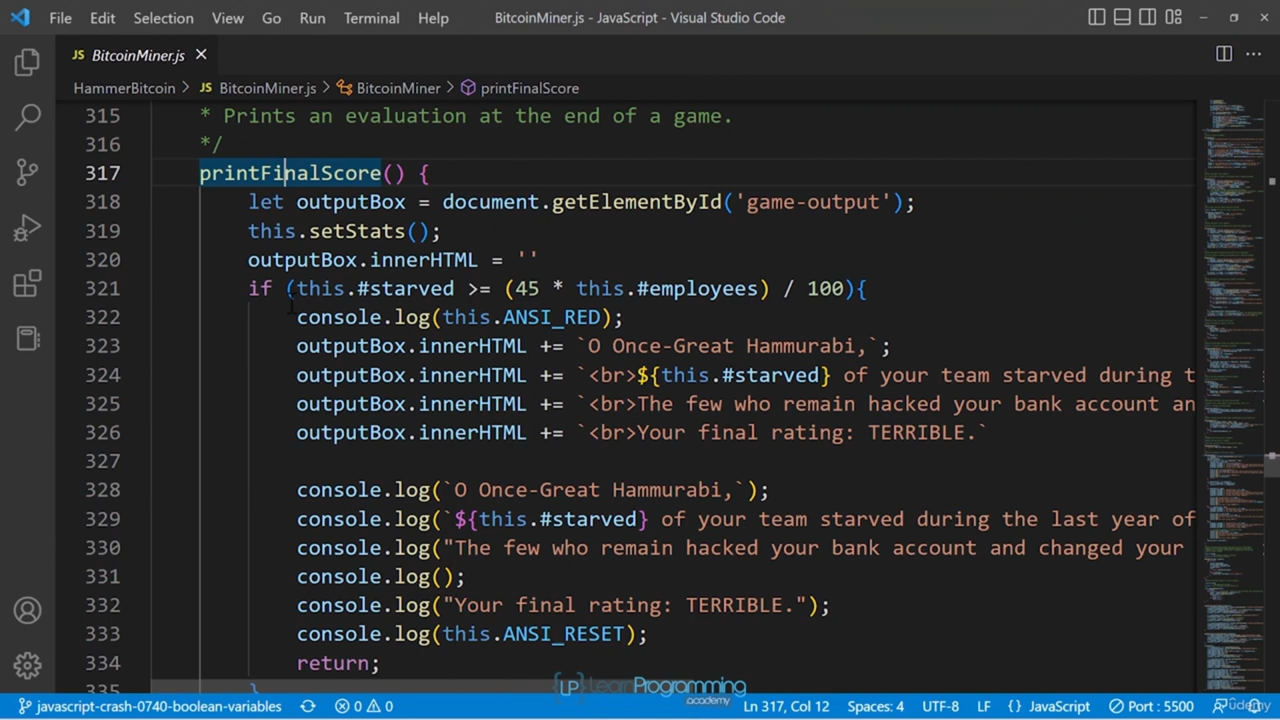 File Edit Selection View Go Run Terminal Help BitcoinMiner.js - JavaScript - Visual Studio Code
JS BitcoinMiner.js
HammerBitcoin > JS BitcoinMiner.js > BitcoinMiner > printFinalScore
315 * Prints an evaluation at the end of a game.
316 */
317 printFinalScore() {
318 let outputBox = document.getElementById('game-output');
319 this.setStats();
320 outputBox.innerHTML = ''
321 if (this.#starved >= (45 * this.#employees) / 100){
322 console.log(this.ANSI_RED);
323 outputBox.innerHTML += `O Once-Great Hammurabi,`;
324 outputBox.innerHTML += `<br>${this.#starved} of your team starved during t
325 outputBox.innerHTML += `<br>The few who remain hacked your bank account an
326 outputBox.innerHTML += `<br>Your final rating: TERRIBLE.`
327
328 console.log(`O Once-Great Hammurabi,`);
329 console.log(`${this.#starved} of your team starved during the last year of
330 console.log("The few who remain hacked your bank account and changed your
331 console.log();
332 console.log("Your final rating: TERRIBLE.");
333 console.log(this.ANSI_RESET);
334 return;
335 }
LP LearnProgramming academy
javascript-crash-0740-boolean-variables 0 0 Ln 317, Col 12 Spaces: 4 UTF-8 LF {} JavaScript Port : 5500
Udemy